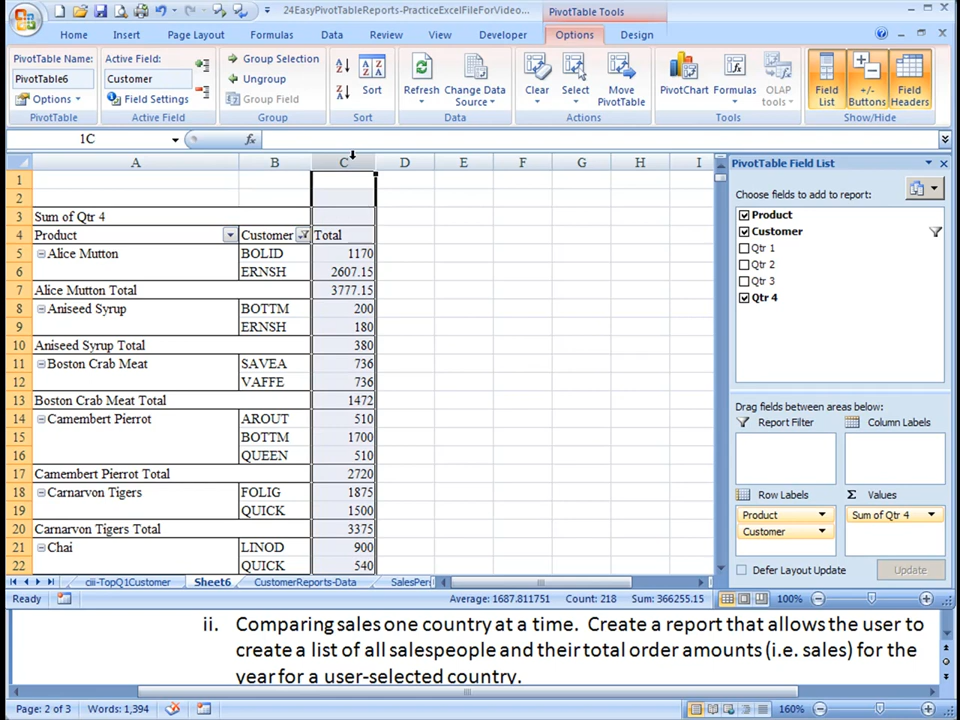 24EasyPivotTableReports-PracticeExcelFileForVideo...
PivotTable Tools
Home Insert Page Layout Formulas Data Review View Developer Options Design
PivotTable Name:
PivotTable6
Options
PivotTable
Active Field:
Customer
Field Settings
Active Field
Group Selection
Ungroup
Group Field
Group
Sort
Sort
Refresh
Change Data Source
Data
Clear
Select
Move PivotTable
Actions
PivotChart
Formulas
OLAP tools
Tools
Field List
+/- Buttons
Field Headers
Show/Hide
1C
fx
A B C D E F G H I
1
2
3 Sum of Qtr 4
4 Product Customer Total
5 Alice Mutton BOLID 1170
6 ERNSH 2607.15
7 Alice Mutton Total 3777.15
8 Aniseed Syrup BOTTM 200
9 ERNSH 180
10 Aniseed Syrup Total 380
11 Boston Crab Meat SAVEA 736
12 VAFFE 736
13 Boston Crab Meat Total 1472
14 Camembert Pierrot AROUT 510
15 BOTTM 1700
16 QUEEN 510
17 Camembert Pierrot Total 2720
18 Carnarvon Tigers FOLIG 1875
19 QUICK 1500
20 Carnarvon Tigers Total 3375
21 Chai LINOD 900
22 QUICK 540
PivotTable Field List
Choose fields to add to report:
Product
Customer
Qtr 1
Qtr 2
Qtr 3
Qtr 4
Drag fields between areas below:
Report Filter
Column Labels
Row Labels
Σ Values
Product
Customer
Sum of Qtr 4
Defer Layout Update
Update
ciii-TopQ1Customer Sheet6 CustomerReports-Data SalesPers
Ready
Average: 1687.811751 Count: 218 Sum: 366255.15
100%
ii. Comparing sales one country at a time. Create a report that allows the user to
create a list of all salespeople and their total order amounts (i.e. sales) for the
year for a user-selected country.
Page: 2 of 3 Words: 1,394
160%